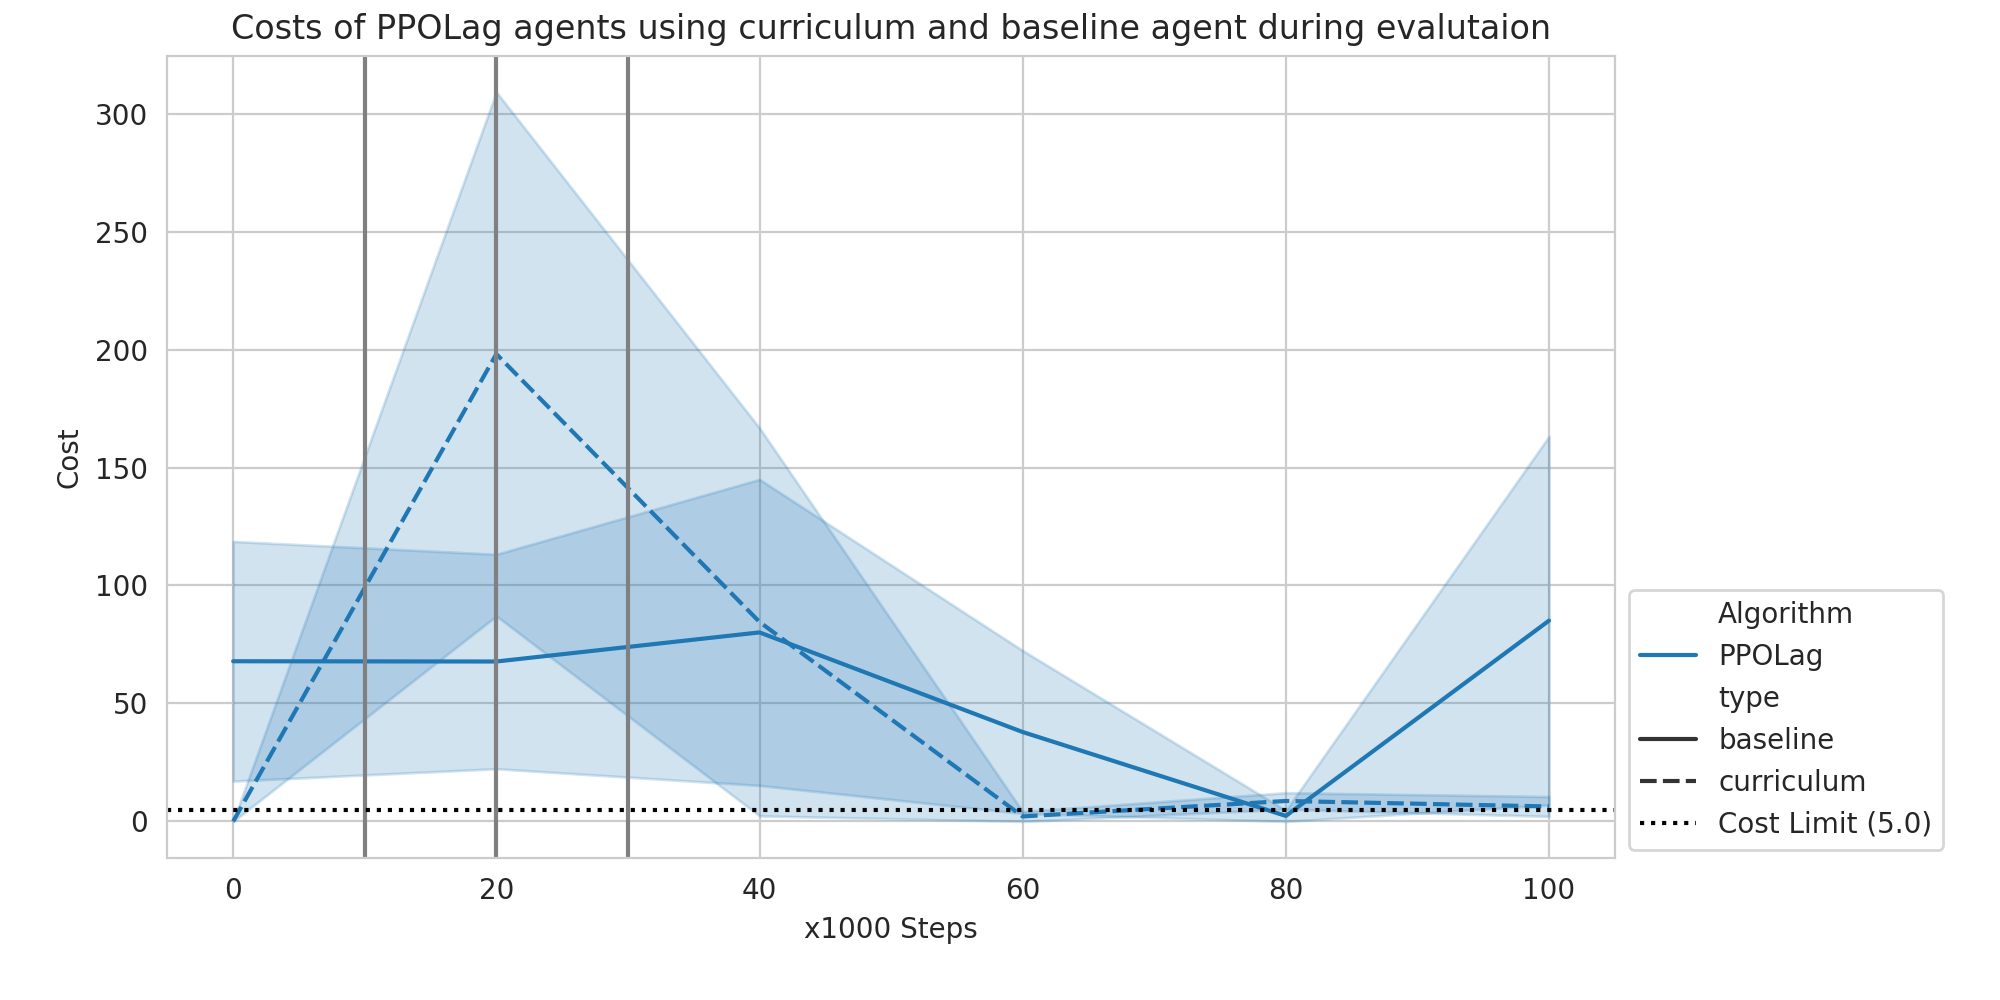 Costs of PPOLag agents using curriculum and baseline agent during evalutaion
300
250
200
150
100
50
0
Cost
0 20 40 60 80 100
x1000 Steps
Algorithm
PPOLag
type
baseline
curriculum
Cost Limit (5.0)